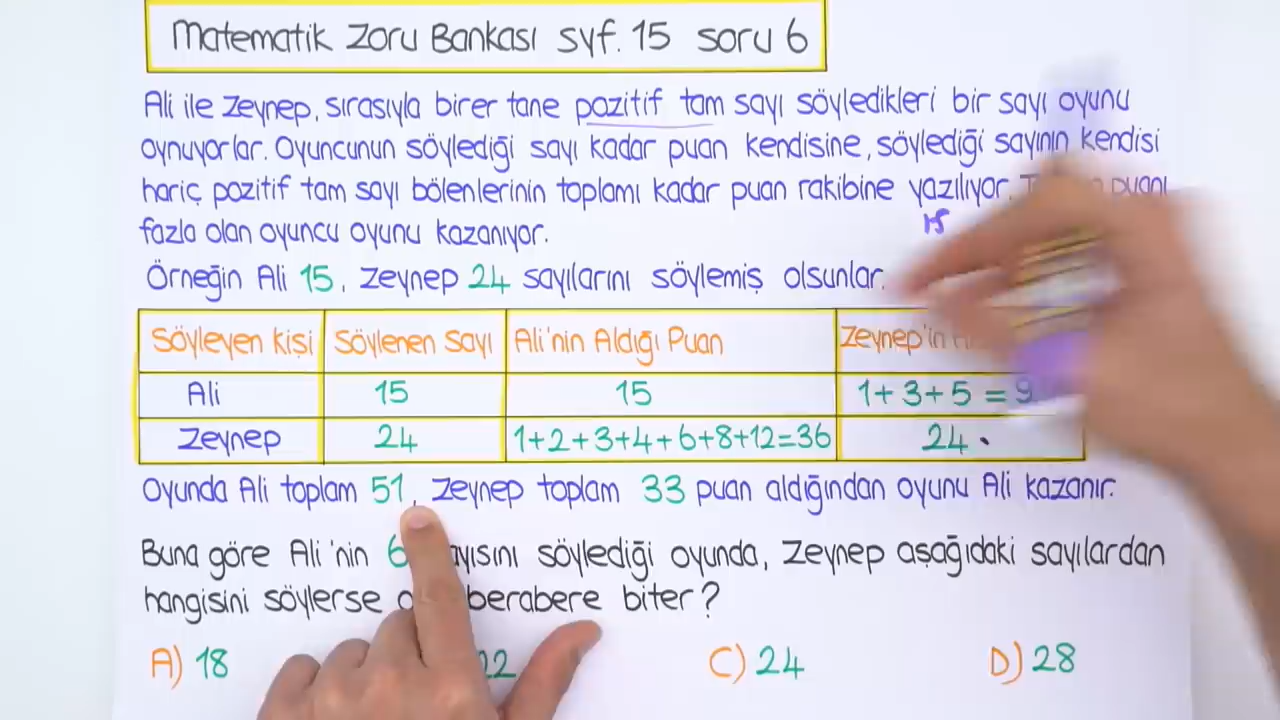 Matematik Zoru Bankası syf. 15 soru 6
Ali ile Zeynep, sırasıyla birer tane pozitif tam sayı söyledikleri bir sayı oyunu
oynuyorlar. Oyuncunun söylediği sayı kadar puan kendisine, söylediği sayının kendisi
hariç pozitif tam sayı bölenlerinin toplamı kadar puan rakibine yazılıyor. puanı
15
fazla olan oyuncu oyunu kazanıyor.
Örneğin Ali 15, Zeynep 24 sayılarını söylemiş olsunlar.
Söyleyen Kişi Söylenen Sayı Ali'nin Aldığı Puan Zeynep'in
Ali 15 15 1+3+5=9
Zeynep 24 1+2+3+4+6+8+12=36 24
Oyunda Ali toplam 51, Zeynep toplam 33 puan aldığından oyunu Ali kazanır.
Buna göre Ali'nin söylediği oyunda, Zeynep aşağıdaki sayılardan
hangisini söylerse berabere biter?
A) 18 22 C) 24 D) 28